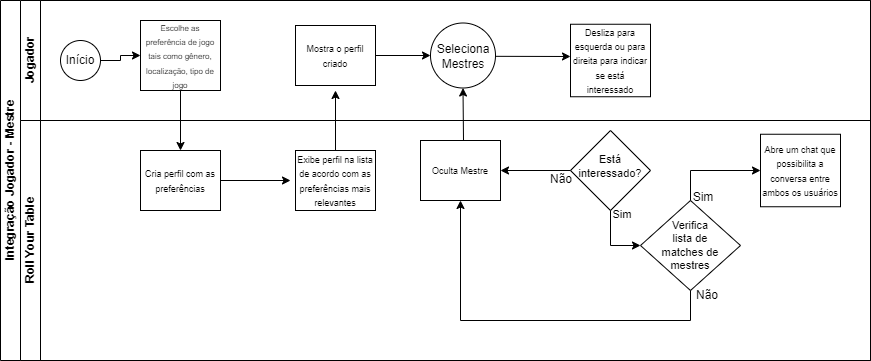 Integração Jogador - Mestre
Jogador
Início
Escolhe as
preferência de jogo
tais como gênero,
localização, tipo de
jogo
Mostra o perfil
criado
Seleciona
Mestres
Desliza para
esquerda ou para
direita para indicar
se está
interessado
Roll Your Table
Cria perfil com as
preferências
Exibe perfil na lista
de acordo com as
preferências mais
relevantes
Oculta Mestre
Não
Está
interessado?
Sim
Verifica
lista de
matches de
mestres
Sim
Não
Abre um chat que
possibilita a
conversa entre
ambos os usuários